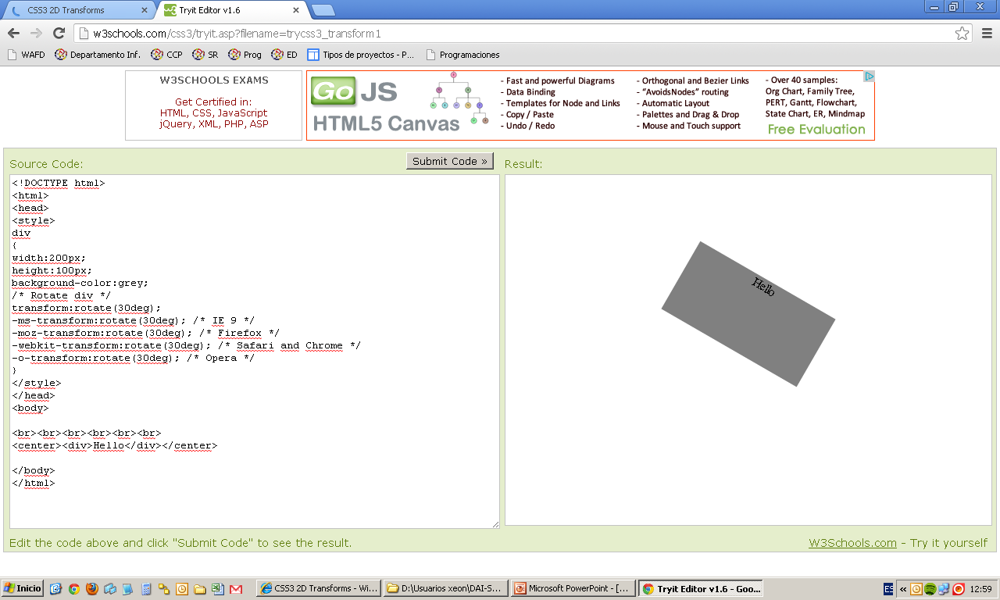 CSS3 2D Transforms
Tryit Editor v1.6
w3schools.com/css3/tryit.asp?filename=trycss3_transform1
WAFD
Departamento Inf.
CCP
SR
Prog
ED
Tipos de proyectos - P...
Programaciones
W3SCHOOLS EXAMS
Get Certified in:
HTML, CSS, JavaScript
jQuery, XML, PHP, ASP
Go JS
HTML5 Canvas
- Fast and powerful Diagrams
- Data Binding
- Templates for Node and Links
- Copy / Paste
- Undo / Redo
- Orthogonal and Bezier Links
- “AvoidsNodes” routing
- Automatic Layout
- Palettes and Drag & Drop
- Mouse and Touch support
- Over 40 samples:
Org Chart, Family Tree,
PERT, Gantt, Flowchart,
State Chart, ER, Mindmap
Free Evaluation
Source Code:
Submit Code »
<!DOCTYPE html>
<html>
<head>
<style>
div
{
width:200px;
height:100px;
background-color:grey;
/* Rotate div */
transform:rotate(30deg);
-ms-transform:rotate(30deg); /* IE 9 */
-moz-transform:rotate(30deg); /* Firefox */
-webkit-transform:rotate(30deg); /* Safari and Chrome */
-o-transform:rotate(30deg); /* Opera */
}
</style>
</head>
<body>
<br><br><br><br><br><br>
<center><div>Hello</div></center>
</body>
</html>
Result:
Hello
Edit the code above and click "Submit Code" to see the result.
W3Schools.com - Try it yourself
Inicio
CSS3 2D Transforms - Wi...
D:\Usuarios xeon\DAI-S...
Microsoft PowerPoint - [...
Tryit Editor v1.6 - Goo...
ES
«
12:59